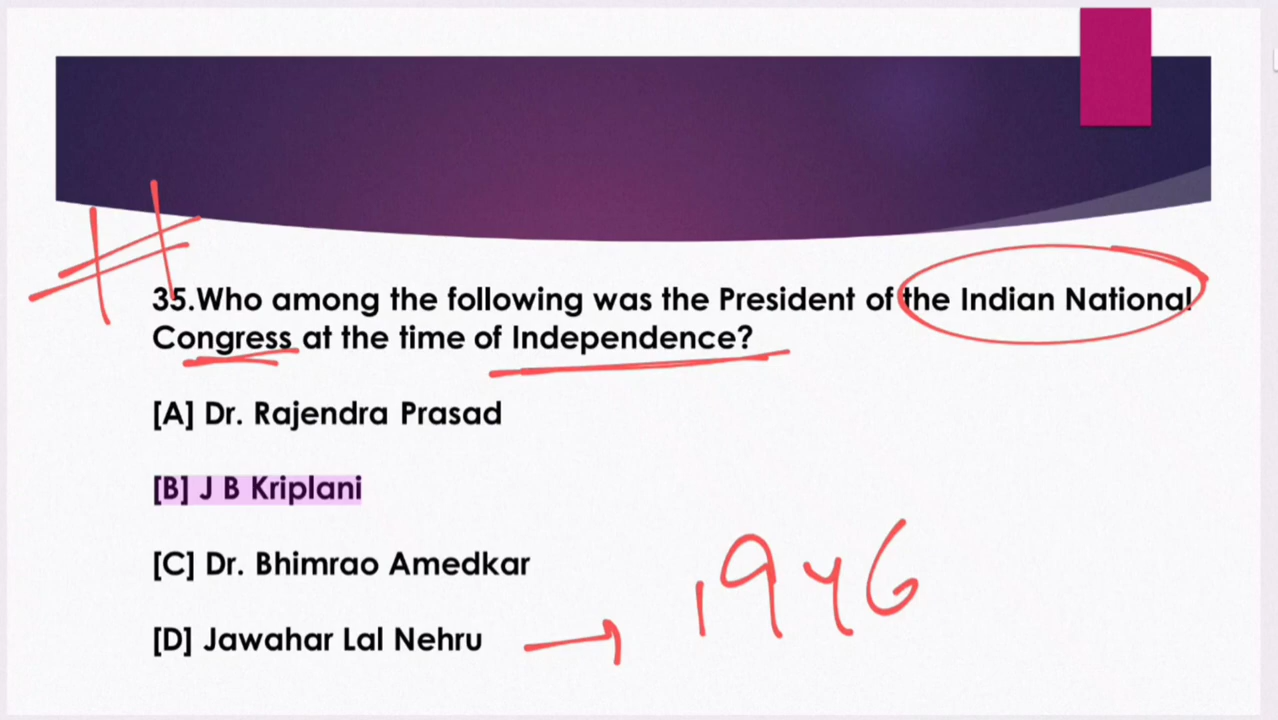 35.Who among the following was the President of the Indian National
Congress at the time of Independence?
[A] Dr. Rajendra Prasad
[B] J B Kriplani
[C] Dr. Bhimrao Amedkar
1946
[D] Jawahar Lal Nehru